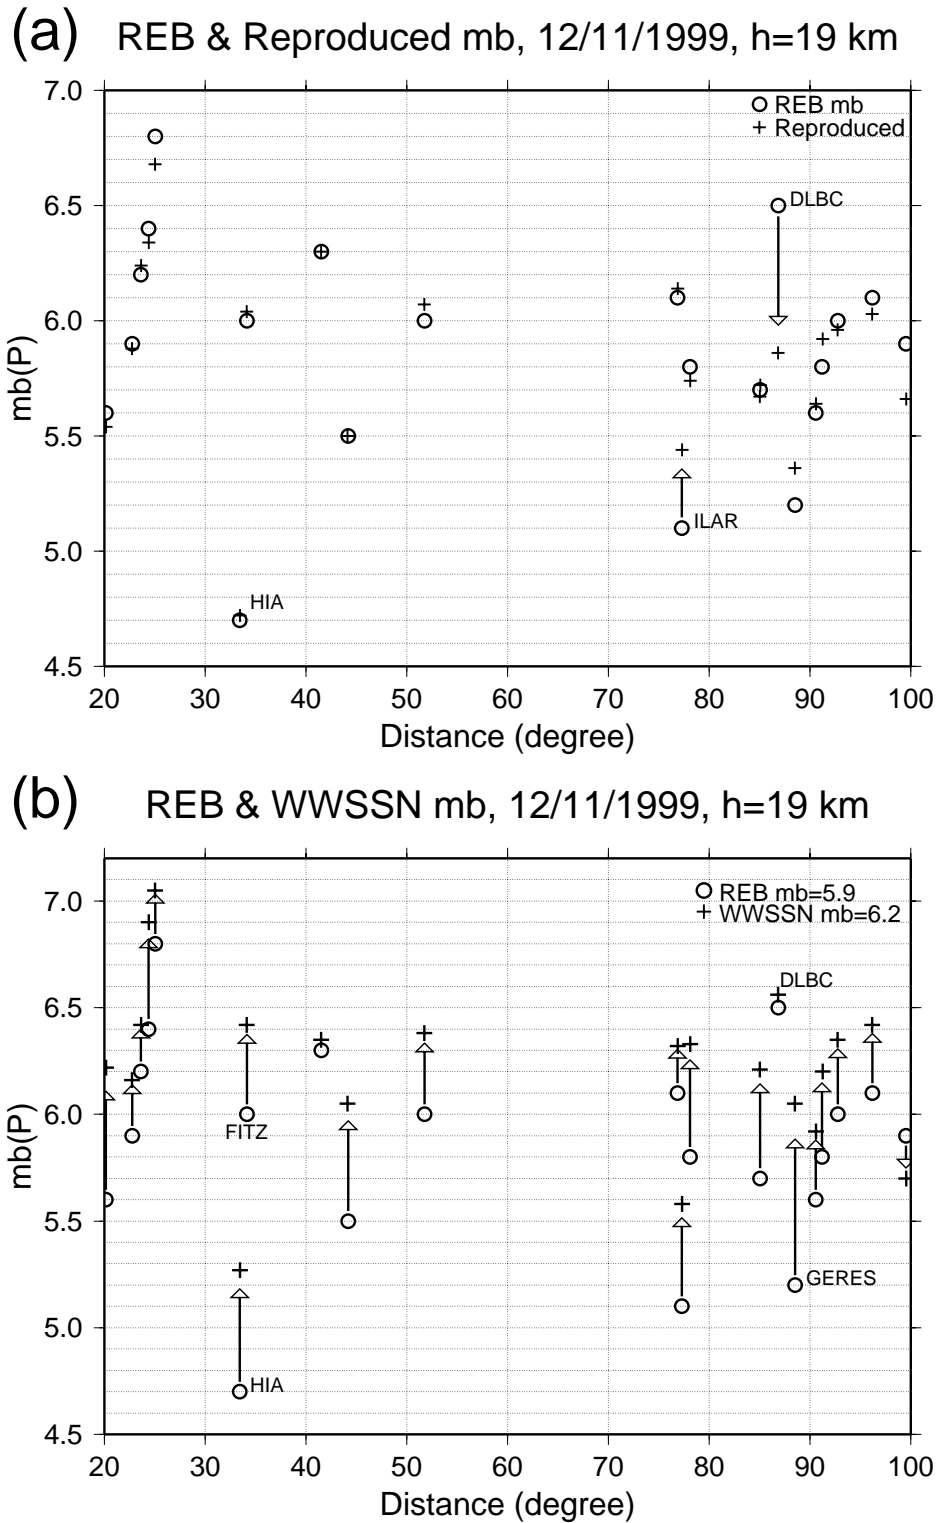 (a) REB & Reproduced mb, 12/11/1999, h=19 km
7.0
6.5
6.0
5.5
5.0
4.5
mb(P)
REB mb
Reproduced
DLBC
ILAR
HIA
20 30 40 50 60 70 80 90 100
Distance (degree)
(b) REB & WWSSN mb, 12/11/1999, h=19 km
7.0
6.5
6.0
5.5
5.0
4.5
mb(P)
REB mb=5.9
WWSSN mb=6.2
DLBC
FITZ
GERES
HIA
20 30 40 50 60 70 80 90 100
Distance (degree)